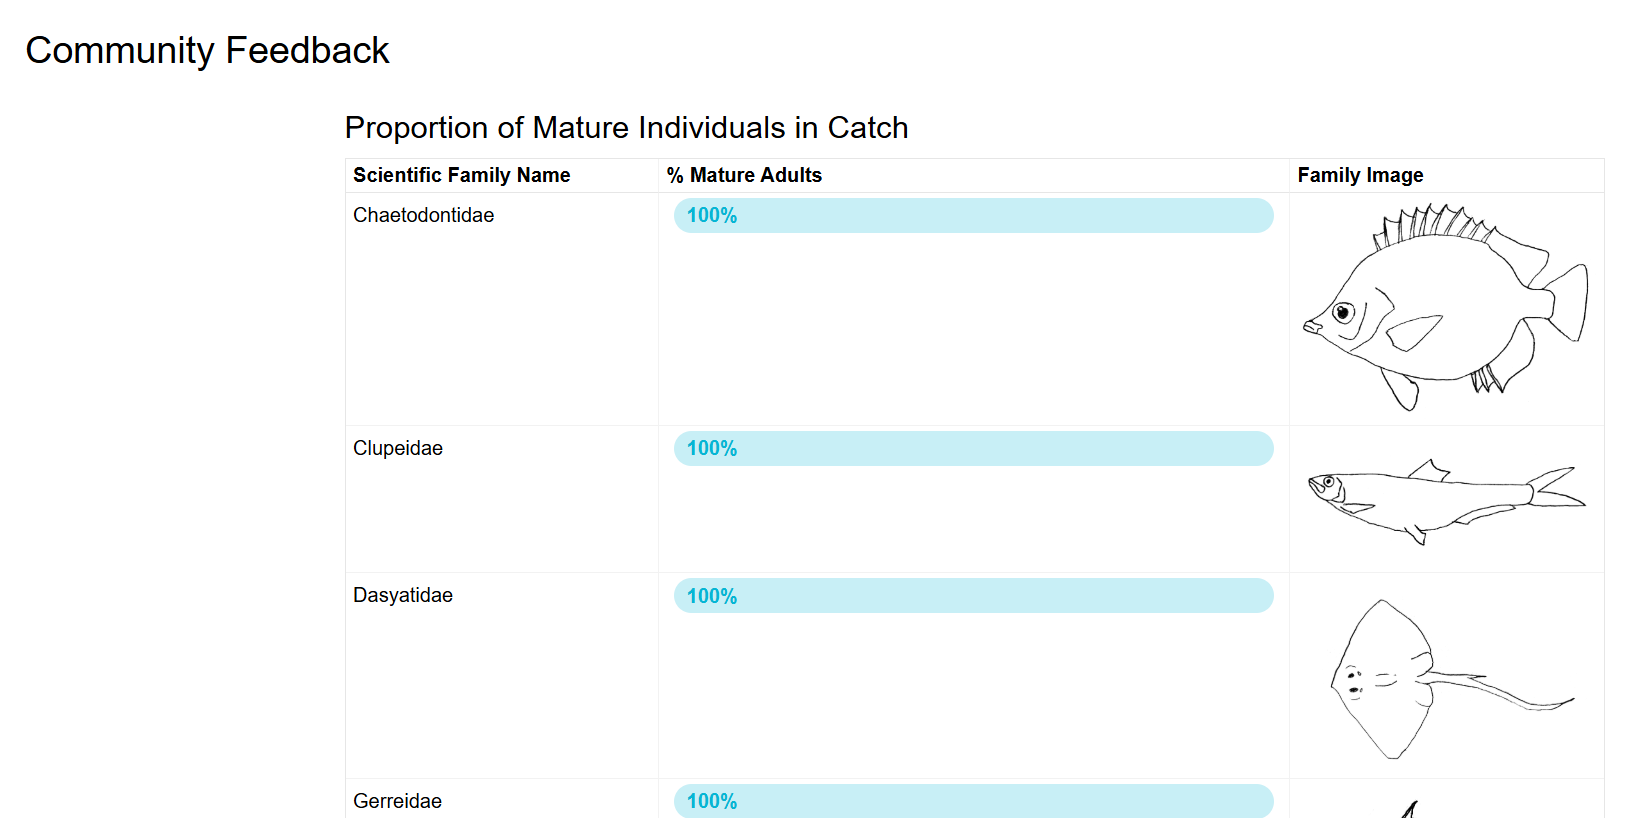 Community Feedback
Proportion of Mature Individuals in Catch
Scientific Family Name % Mature Adults Family Image
Chaetodontidae 100%
Clupeidae 100%
Dasyatidae 100%
Gerreidae 100%